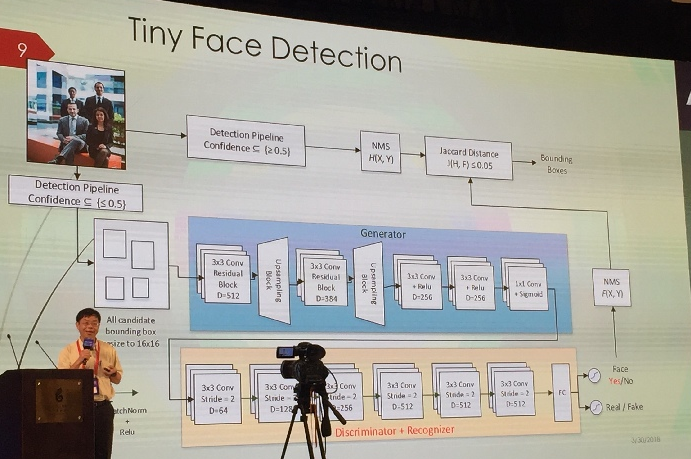 9
Tiny Face Detection
Detection Pipeline
Confidence ⊆ {≥0.5}
NMS
H(X, Y)
Jaccard Distance
J(H, F) ≤ 0.05
Bounding
Boxes
Detection Pipeline
Confidence ⊆ {≤0.5}
Generator
3x3 Conv
Residual
Block
D=512
Upsampling
Block
3x3 Conv
Residual
Block
D=384
Upsampling
Block
3x3 Conv
+ Relu
D=256
3x3 Conv
+ Relu
D=256
1x1 Conv
+ Sigmoid
NMS
F(X, Y)
All candidate
bounding box
size to 16x16
3x3 Conv
Stride = 2
D=64
3x3 Conv
Stride = 2
D=128
3x3 Conv
Stride = 2
D=256
3x3 Conv
Stride = 2
D=512
3x3 Conv
Stride = 2
D=512
3x3 Conv
Stride = 2
D=512
FC
Face
Yes/No
Real / Fake
atchNorm
+
Relu
Discriminator + Recognizer